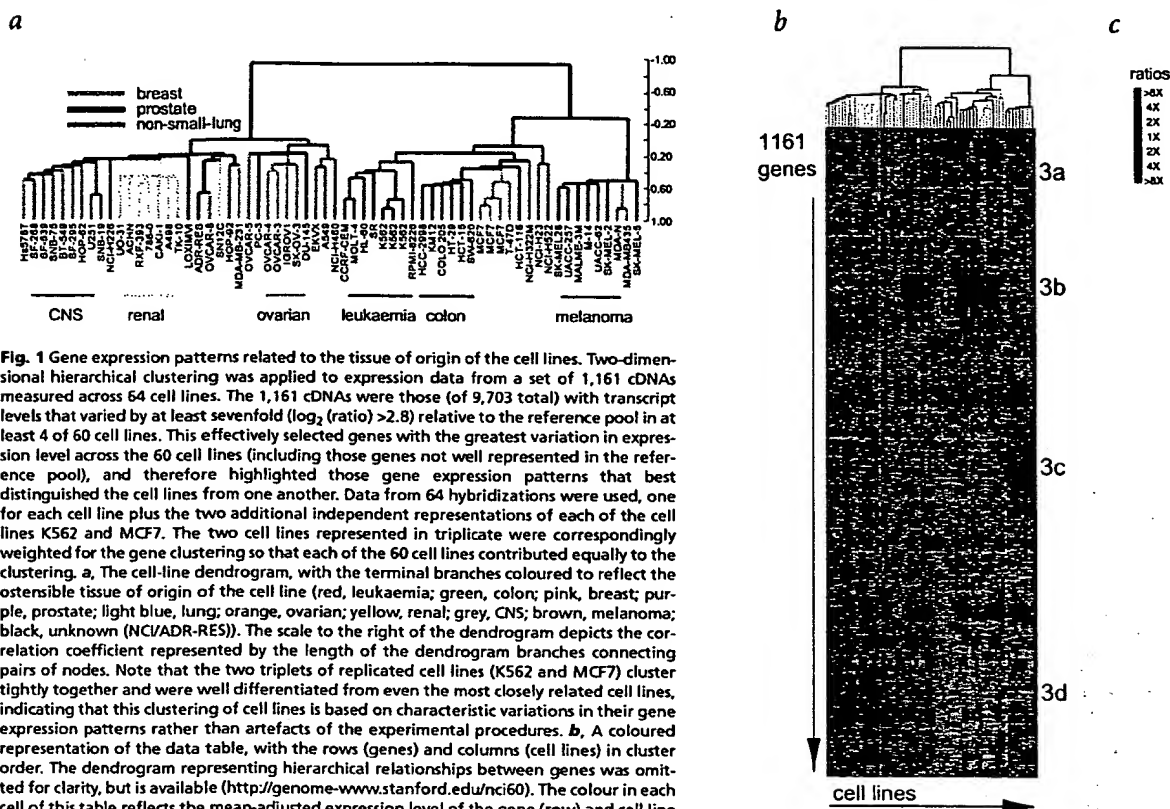 a
b
c
breast
prostate
non-small-lung
-1.00
-0.60
-0.20
0.20
0.60
1.00
CNS
renal
ovarian
leukaemia
colon
melanoma
1161
genes
3a
3b
3c
3d
cell lines
ratios
>8X
4X
2X
1X
2X
4X
>8X
Fig. 1 Gene expression patterns related to the tissue of origin of the cell lines. Two-dimen-
sional hierarchical clustering was applied to expression data from a set of 1,161 cDNAs
measured across 64 cell lines. The 1,161 cDNAs were those (of 9,703 total) with transcript
levels that varied by at least sevenfold (log2 (ratio) >2.8) relative to the reference pool in at
least 4 of 60 cell lines. This effectively selected genes with the greatest variation in expres-
sion level across the 60 cell lines (including those genes not well represented in the refer-
ence pool), and therefore highlighted those gene expression patterns that best
distinguished the cell lines from one another. Data from 64 hybridizations were used, one
for each cell line plus the two additional independent representations of each of the cell
lines K562 and MCF7. The two cell lines represented in triplicate were correspondingly
weighted for the gene clustering so that each of the 60 cell lines contributed equally to the
clustering. a, The cell-line dendrogram, with the terminal branches coloured to reflect the
ostensible tissue of origin of the cell line (red, leukaemia; green, colon; pink, breast; pur-
ple, prostate; light blue, lung; orange, ovarian; yellow, renal; grey, CNS; brown, melanoma;
black, unknown (NCI/ADR-RES)). The scale to the right of the dendrogram depicts the cor-
relation coefficient represented by the length of the dendrogram branches connecting
pairs of nodes. Note that the two triplets of replicated cell lines (K562 and MCF7) cluster
tightly together and were well differentiated from even the most closely related cell lines,
indicating that this clustering of cell lines is based on characteristic variations in their gene
expression patterns rather than artefacts of the experimental procedures. b, A coloured
representation of the data table, with the rows (genes) and columns (cell lines) in cluster
order. The dendrogram representing hierarchical relationships between genes was omit-
ted for clarity, but is available (http://genome-www.stanford.edu/nci60). The colour in each
cell of this table reflects the mean-adjusted expression level of the gene (row) and cell line